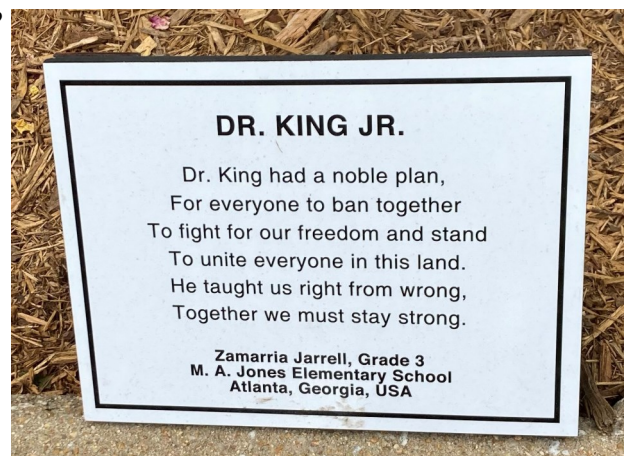 DR. KING JR.
Dr. King had a noble plan,
For everyone to ban together
To fight for our freedom and stand
To unite everyone in this land.
He taught us right from wrong,
Together we must stay strong.
Zamarria Jarrell, Grade 3
M. A. Jones Elementary School
Atlanta, Georgia, USA